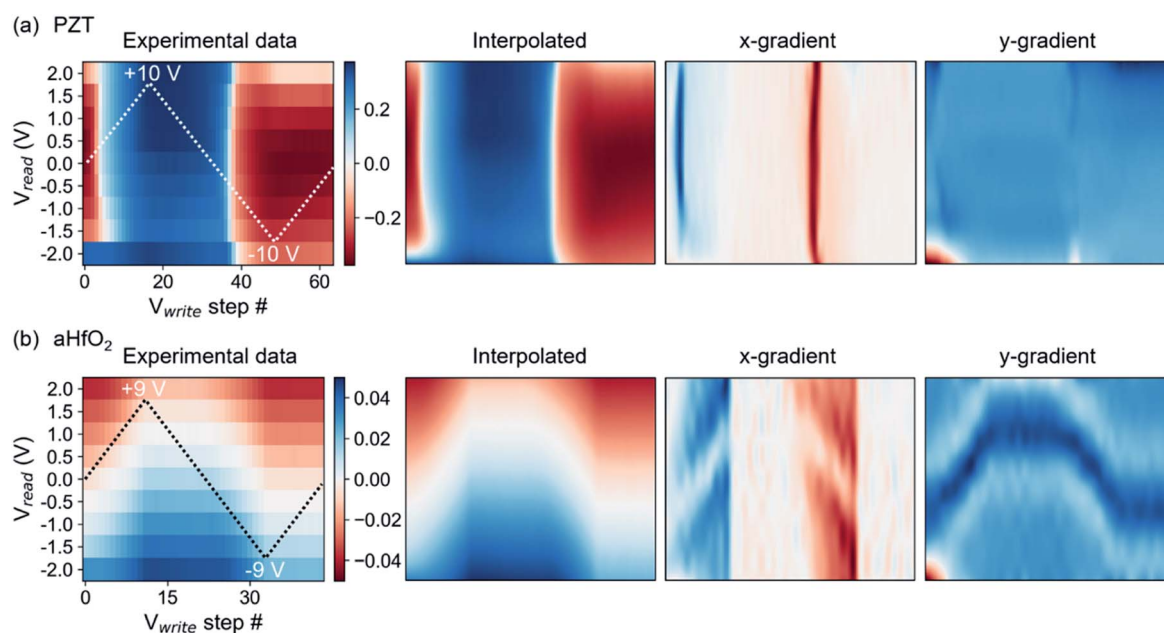 (a) PZT
Experimental data Interpolated x-gradient y-gradient
2.0
1.5
1.0
0.5
0.0
-0.5
-1.0
-1.5
-2.0
V_read (V)
+10 V
-10 V
0.2
0.0
−0.2
0 20 40 60
V_write step #
(b) aHfO₂
Experimental data Interpolated x-gradient y-gradient
2.0
1.5
1.0
0.5
0.0
-0.5
-1.0
-1.5
-2.0
V_read (V)
+9 V
-9 V
0.04
0.02
0.00
−0.02
−0.04
0 15 30
V_write step #